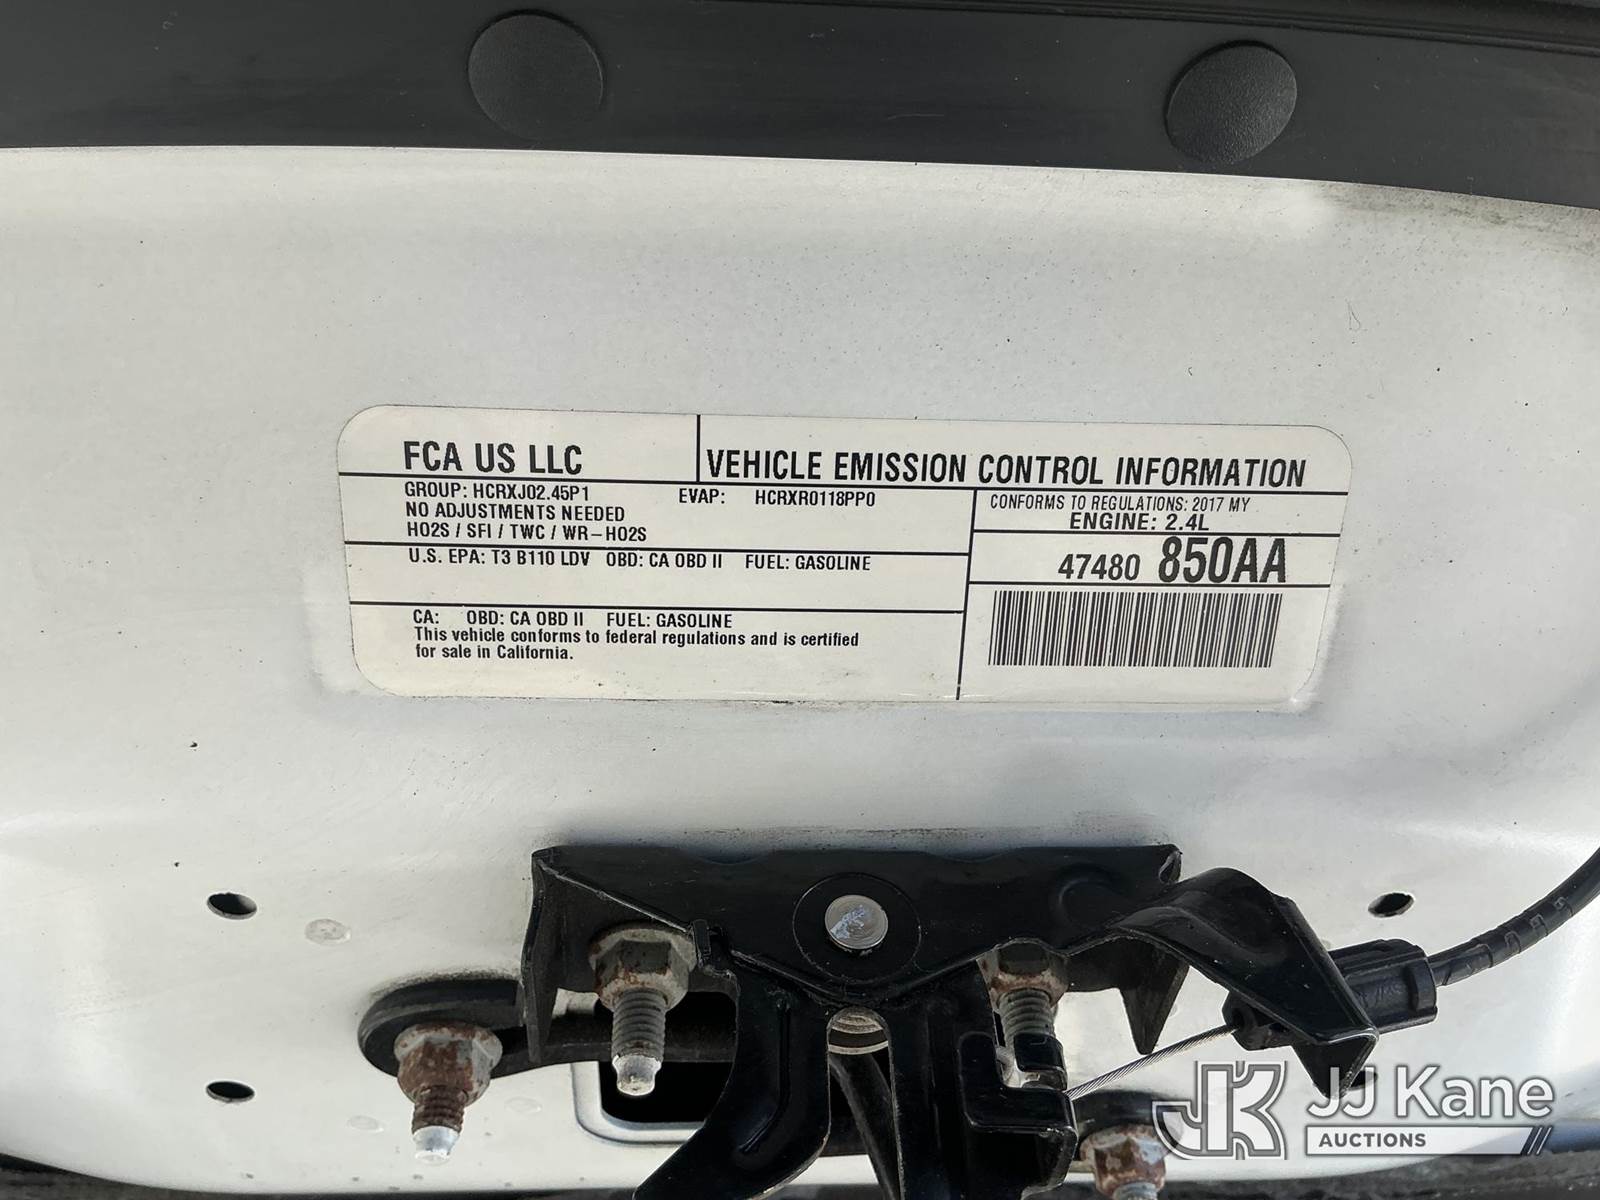 FCA US LLC
VEHICLE EMISSION CONTROL INFORMATION
GROUP: HCRXJ02.45P1 EVAP: HCRXR0118PP0
NO ADJUSTMENTS NEEDED
HO2S / SFI / TWC / WR-HO2S
CONFORMS TO REGULATIONS: 2017 MY
ENGINE: 2.4L
U.S. EPA: T3 B110 LDV OBD: CA OBD II FUEL: GASOLINE
47480 850AA
CA: OBD: CA OBD II FUEL: GASOLINE
This vehicle conforms to federal regulations and is certified
for sale in California.
JK JJ Kane
AUCTIONS